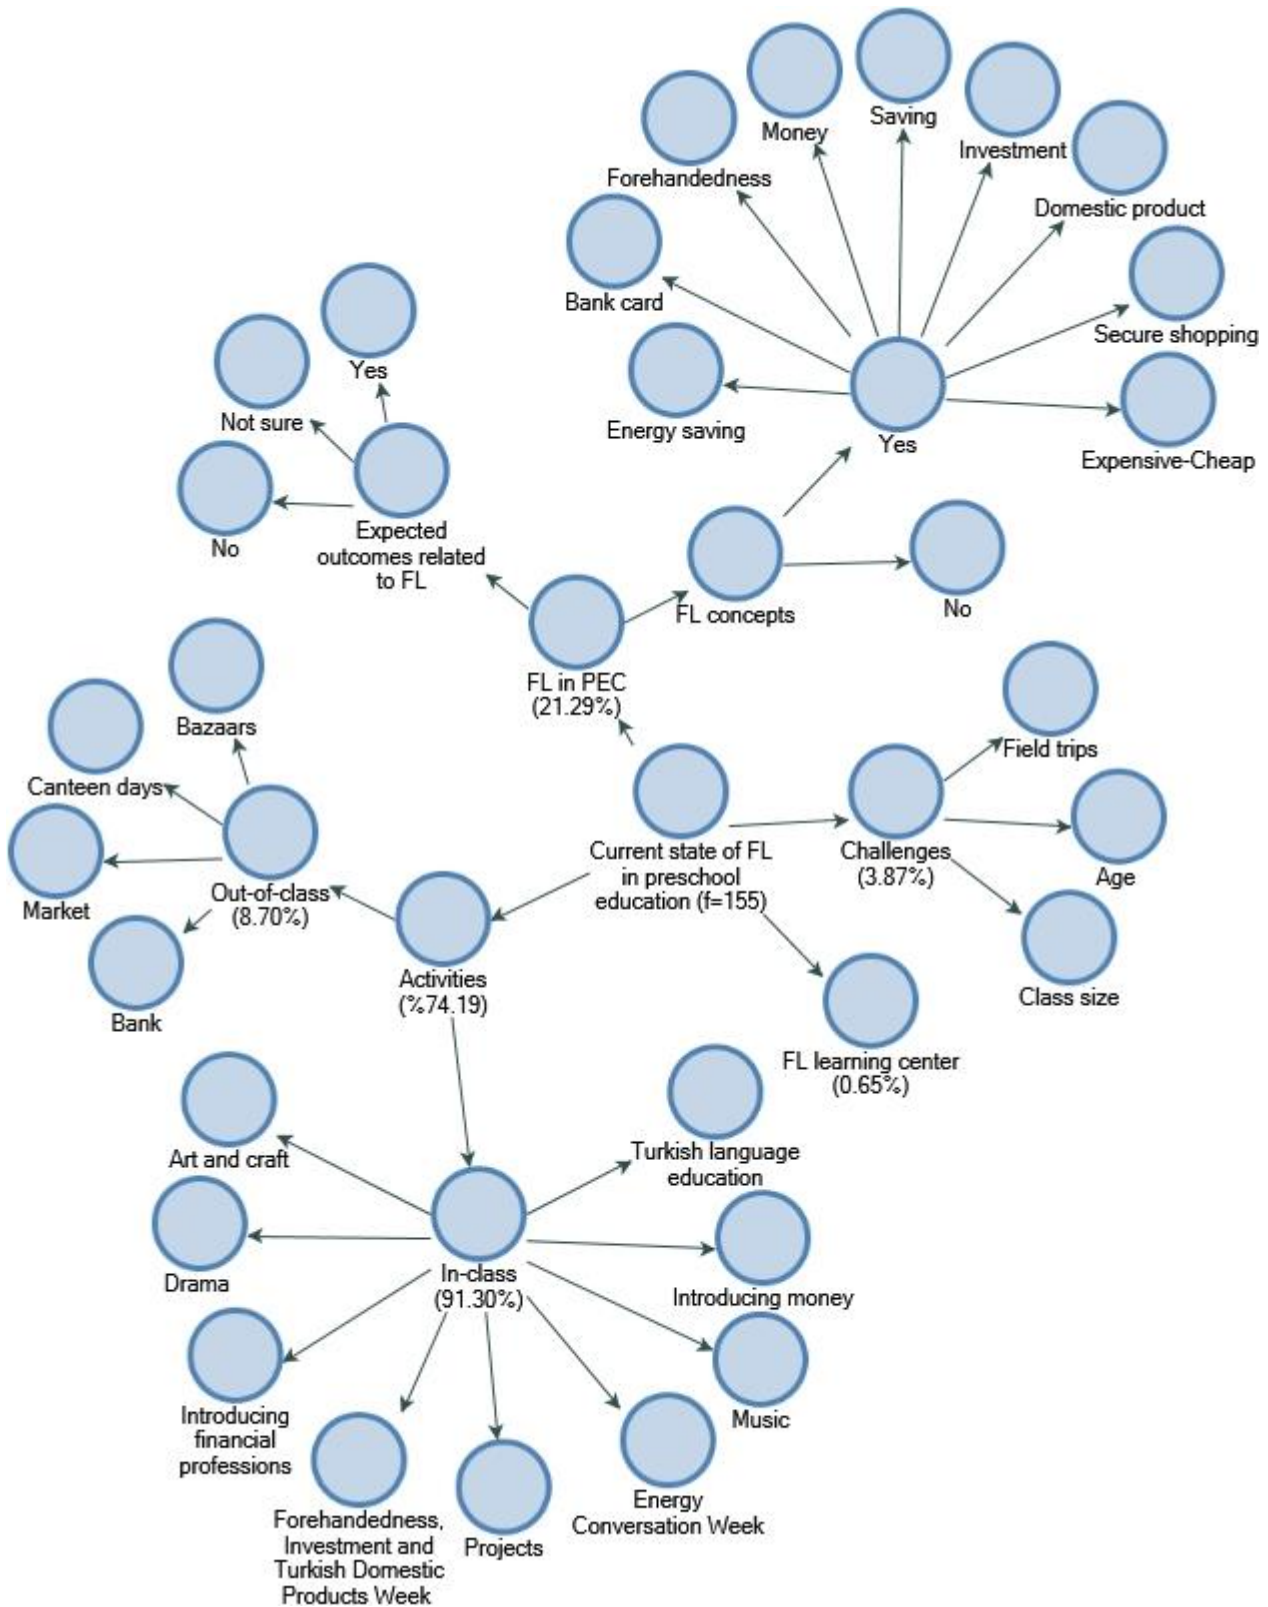 Saving
Money
Investment
Forehandedness
Domestic product
Bank card
Secure shopping
Energy saving
Yes
Expensive-Cheap
Yes
Not sure
No
Expected
outcomes related
to FL
FL concepts
No
FL in PEC
(21.29%)
Bazaars
Canteen days
Market
Out-of-class
(8.70%)
Bank
Activities
(%74.19)
Current state of FL
in preschool
education (f=155)
Challenges
(3.87%)
Field trips
Age
Class size
FL learning center
(0.65%)
Art and craft
Drama
In-class
(91.30%)
Turkish language
education
Introducing money
Music
Introducing
financial
professions
Forehandedness,
Investment and
Turkish Domestic
Products Week
Projects
Energy
Conversation Week